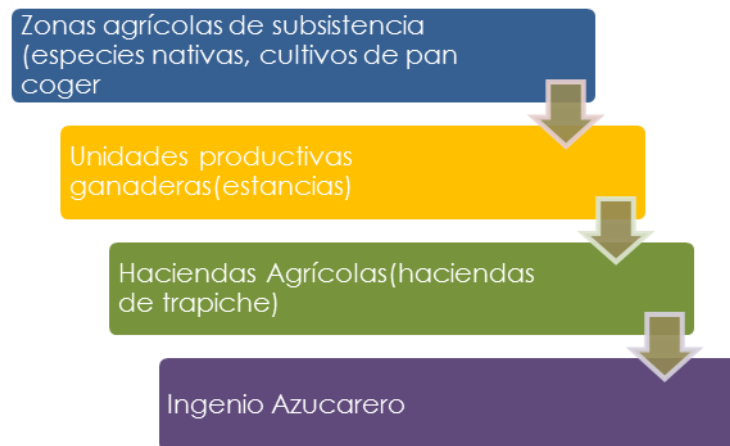 Zonas agrícolas de subsistencia
(especies nativas, cultivos de pan
coger
Unidades productivas
ganaderas(estancias)
Haciendas Agrícolas(haciendas
de trapiche)
Ingenio Azucarero